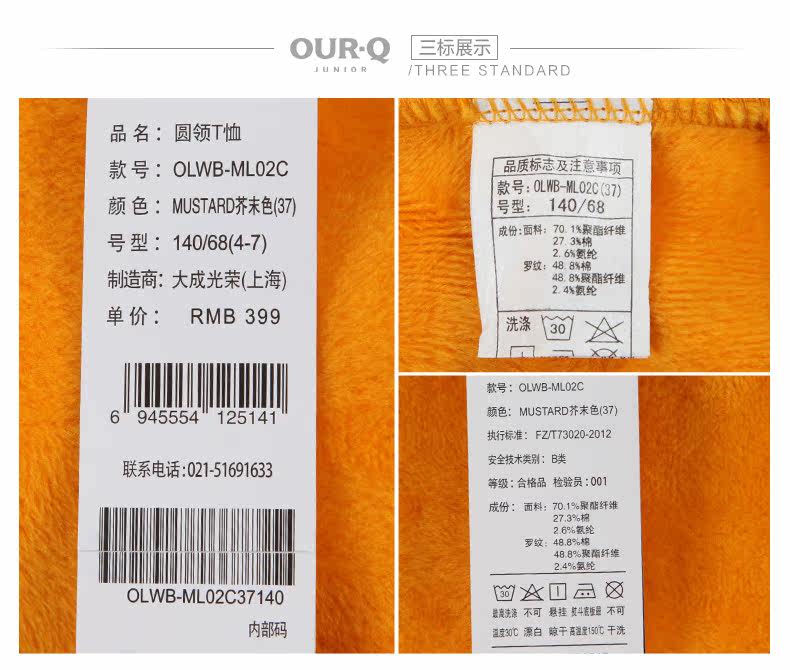 OUR-Q
JUNIOR
三标展示
/THREE STANDARD
品名：圆领T恤
款号：OLWB-ML02C
颜色：MUSTARD芥末色(37)
号型：140/68(4-7)
制造商：大成光荣(上海)
单价： RMB 399
6 945554 125141
联系电话:021-51691633
OLWB-ML02C37140
内部码
品质标志及注意事项
款号:OLWB-ML02C(37)
号型： 140/68
成份:面料：70.1%聚酯纤维
27.3%棉
2.6%氨纶
罗纹：48.8%棉
48.8%聚酯纤维
2.4%氨纶
洗涤 30
款号：OLWB-ML02C
颜色： MUSTARD芥末色(37)
执行标准： FZ/T73020-2012
安全技术类别： B类
等级:合格品 检验员:001
成份： 面料：70.1%聚酯纤维
27.3%棉
2.6%氨纶
罗纹：48.8%棉
48.8%聚酯纤维
2.4%氨纶
30
最高洗涤 不可 悬挂 熨斗底板最 不可
温度30℃ 漂白 晾干 高温度150℃ 干洗